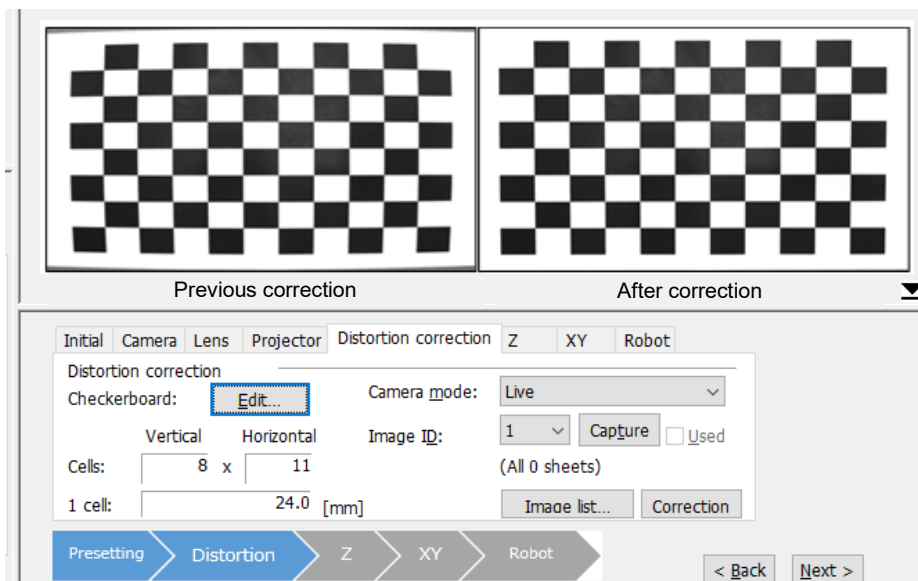 Previous correction
After correction
Initial Camera Lens Projector Distortion correction Z XY Robot
Distortion correction
Checkerboard: Edit... Camera mode: Live
Vertical Horizontal Image ID: 1 Capture Used
Cells: 8 x 11 (All 0 sheets)
1 cell: 24.0 [mm] Image list... Correction
Presetting Distortion Z XY Robot
< Back Next >